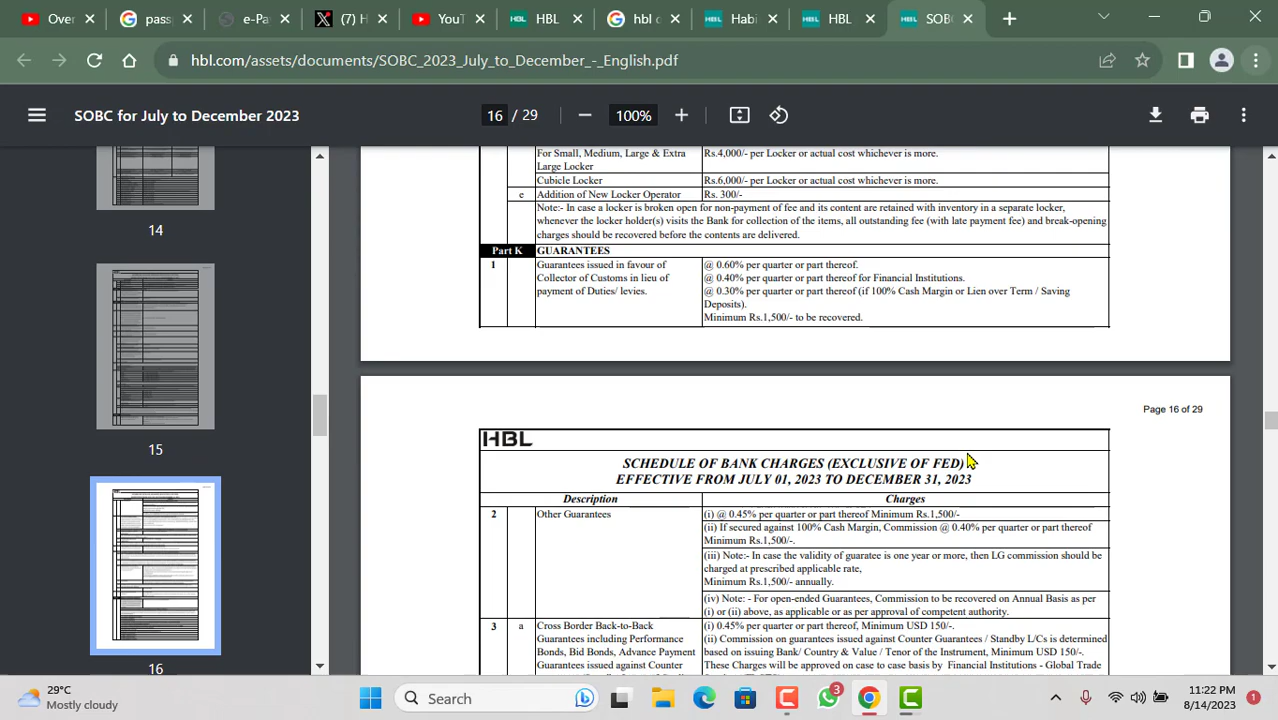 Over
pass
e-Pa
(7) H
YouT
HBL
hbl c
Habi
HBL
SOBC
hbl.com/assets/documents/SOBC_2023_July_to_December_-_English.pdf
SOBC for July to December 2023
16 / 29
100%
14
15
16
For Small, Medium, Large & Extra Large Locker Rs.4,000/- per Locker or actual cost whichever is more.
Cubicle Locker Rs.6,000/- per Locker or actual cost whichever is more.
e Addition of New Locker Operator Rs. 300/-
Note:- In case a locker is broken open for non-payment of fee and its content are retained with inventory in a separate locker,
whenever the locker holder(s) visits the Bank for collection of the items, all outstanding fee (with late payment fee) and break-opening
charges should be recovered before the contents are delivered.
Part K GUARANTEES
1 Guarantees issued in favour of
Collector of Customs in lieu of
payment of Duties/ levies.
@ 0.60% per quarter or part thereof.
@ 0.40% per quarter or part thereof for Financial Institutions.
@ 0.30% per quarter or part thereof (if 100% Cash Margin or Lien over Term / Saving
Deposits).
Minimum Rs.1,500/- to be recovered.
Page 16 of 29
HBL
SCHEDULE OF BANK CHARGES (EXCLUSIVE OF FED)
EFFECTIVE FROM JULY 01, 2023 TO DECEMBER 31, 2023
Description Charges
2 Other Guarantees (i) @ 0.45% per quarter or part thereof Minimum Rs.1,500/-
(ii) If secured against 100% Cash Margin, Commission @ 0.40% per quarter or part thereof
Minimum Rs.1,500/-.
(iii) Note:- In case the validity of guaratee is one year or more, then LG commission should be
charged at prescribed applicable rate,
Minimum Rs.1,500/- annually.
(iv) Note: - For open-ended Guarantees, Commission to be recovered on Annual Basis as per
(i) or (ii) above, as applicable or as per approval of competent authority.
3 a Cross Border Back-to-Back
Guarantees including Performance
Bonds, Bid Bonds, Advance Payment
Guarantees issued against Counter
(i) 0.45% per quarter or part thereof, Minimum USD 150/-.
(ii) Commission on guarantees issued against Counter Guarantees / Standby L/Cs is determined
based on issuing Bank/ Country & Value / Tenor of the Instrument, Minimum USD 150/-.
These Charges will be approved on case to case basis by Financial Institutions - Global Trade
29°C
Mostly cloudy
Search
3
11:22 PM
8/14/2023
1